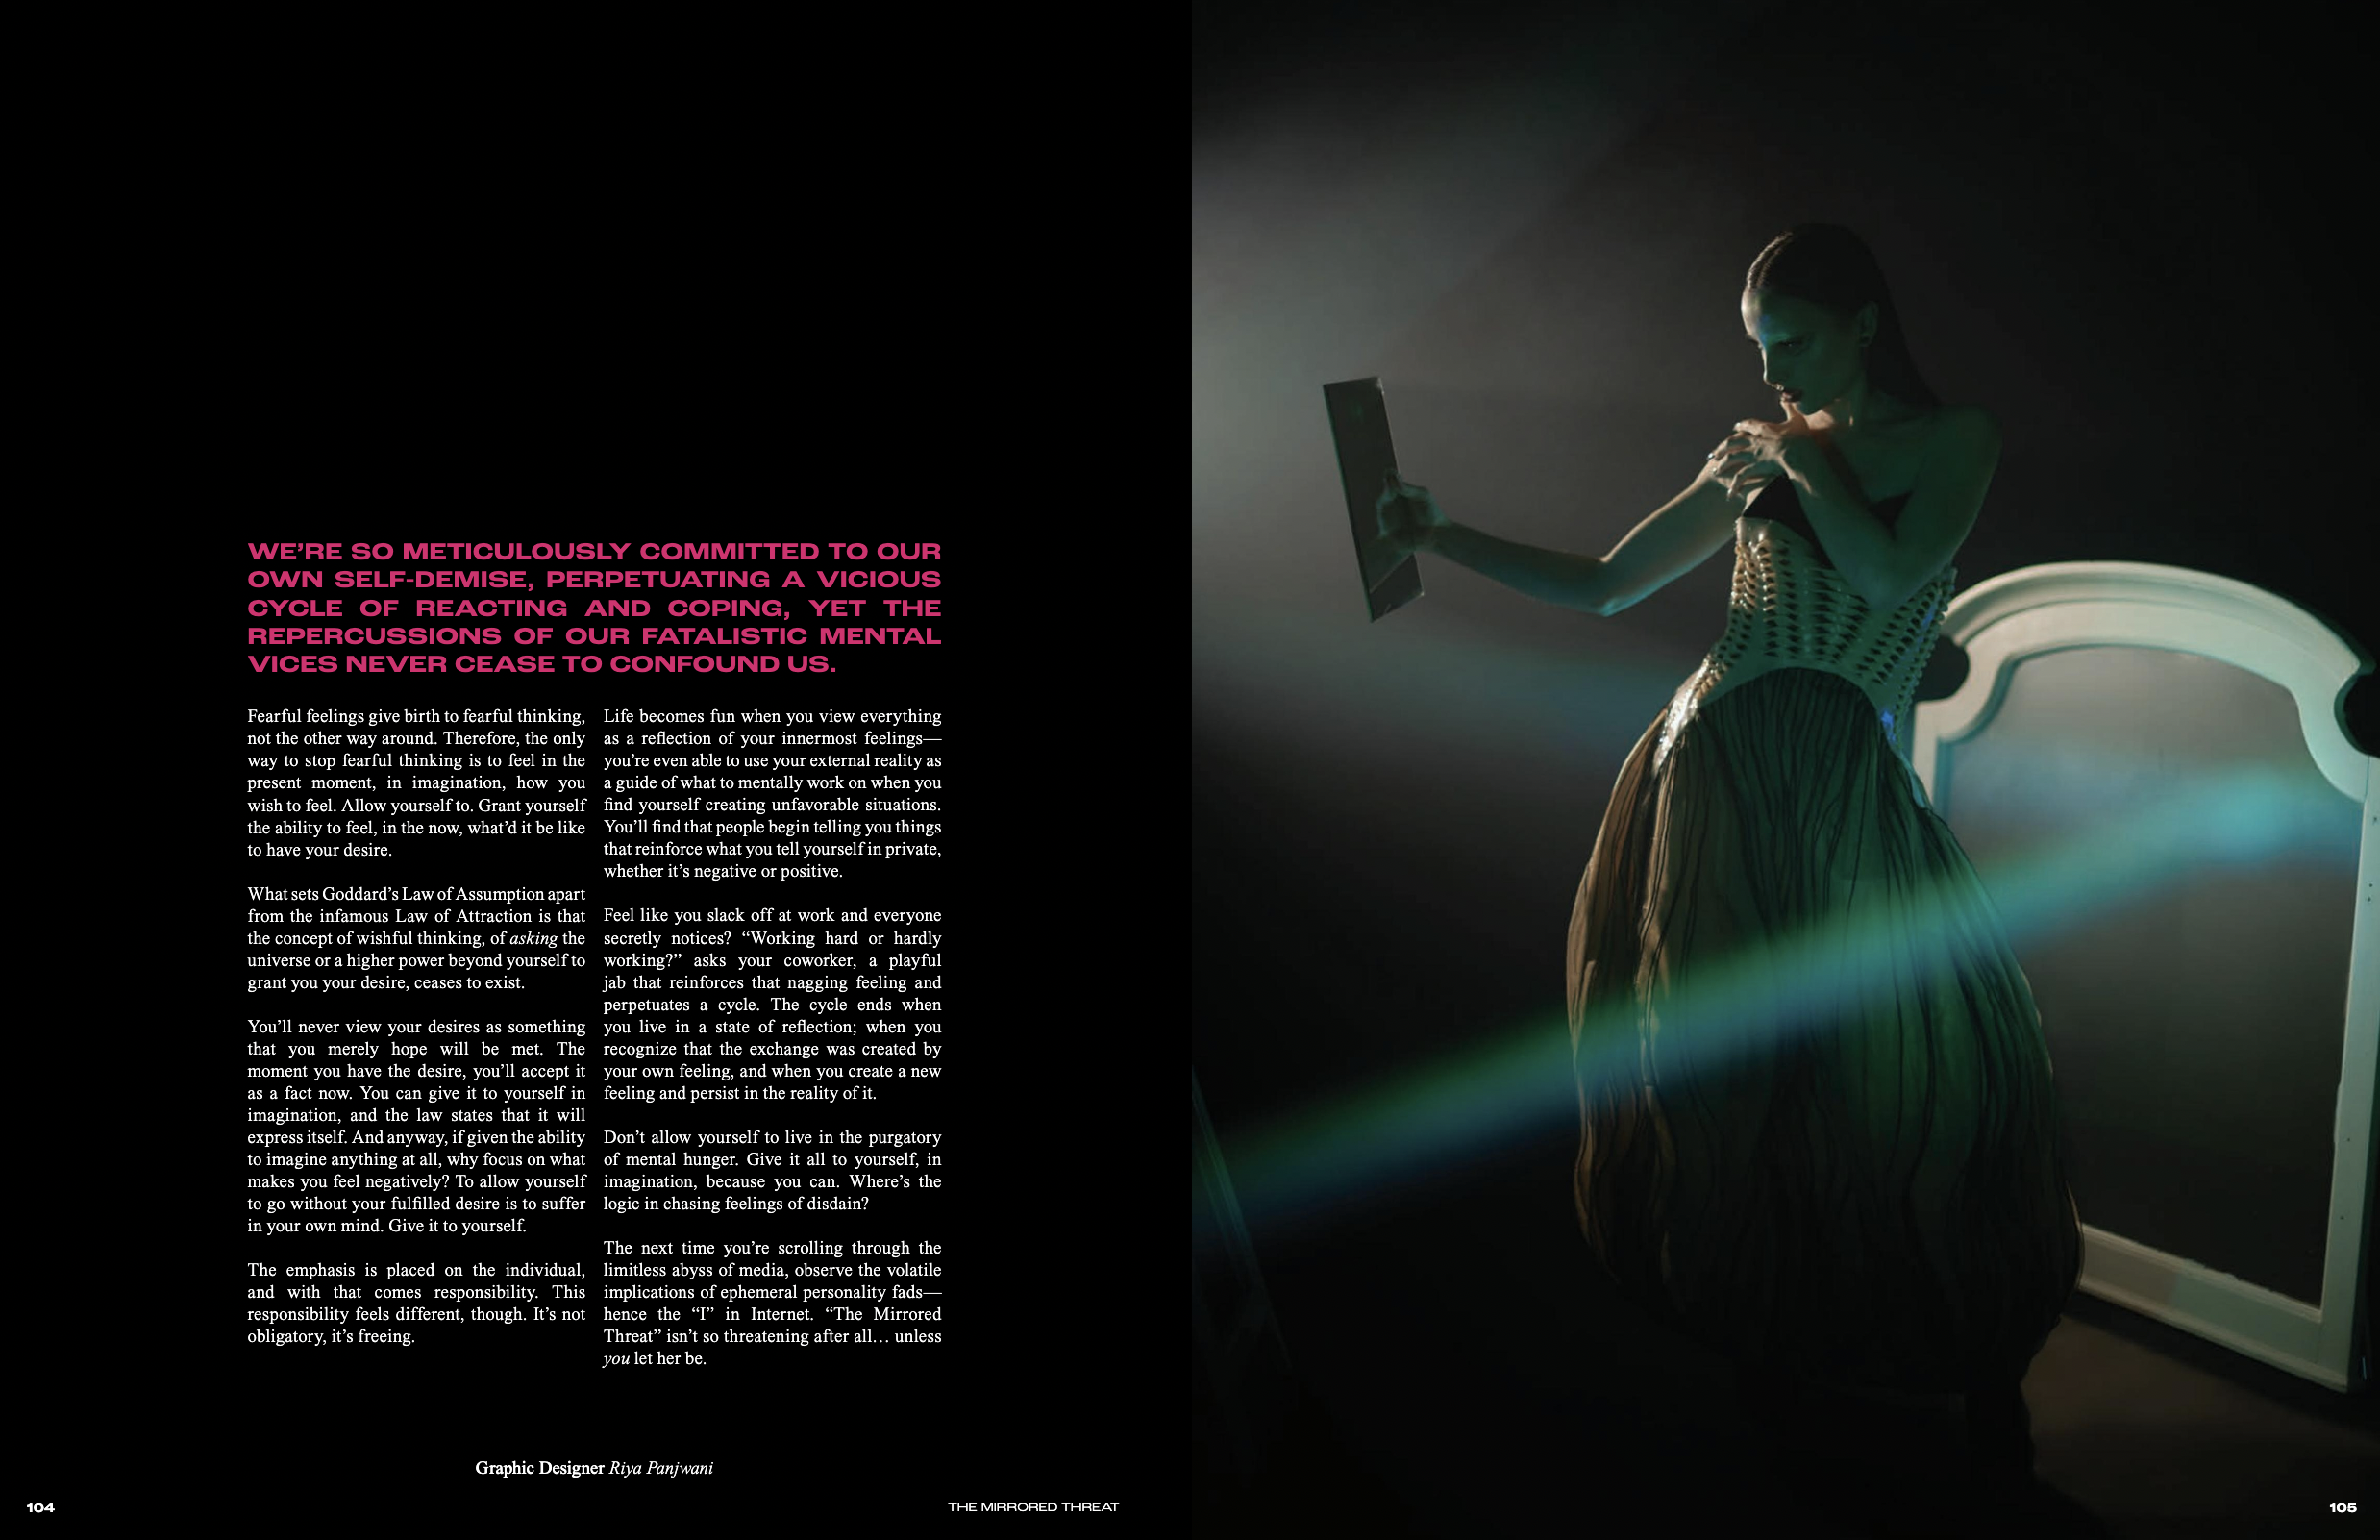 WE’RE SO METICULOUSLY COMMITTED TO OUR
OWN SELF-DEMISE, PERPETUATING A VICIOUS
CYCLE OF REACTING AND COPING, YET THE
REPERCUSSIONS OF OUR FATALISTIC MENTAL
VICES NEVER CEASE TO CONFOUND US.
Fearful feelings give birth to fearful thinking,
not the other way around. Therefore, the only
way to stop fearful thinking is to feel in the
present moment, in imagination, how you
wish to feel. Allow yourself to. Grant yourself
the ability to feel, in the now, what’d it be like
to have your desire.
What sets Goddard’s Law of Assumption apart
from the infamous Law of Attraction is that
the concept of wishful thinking, of asking the
universe or a higher power beyond yourself to
grant you your desire, ceases to exist.
You’ll never view your desires as something
that you merely hope will be met. The
moment you have the desire, you’ll accept it
as a fact now. You can give it to yourself in
imagination, and the law states that it will
express itself. And anyway, if given the ability
to imagine anything at all, why focus on what
makes you feel negatively? To allow yourself
to go without your fulfilled desire is to suffer
in your own mind. Give it to yourself.
The emphasis is placed on the individual,
and with that comes responsibility. This
responsibility feels different, though. It’s not
obligatory, it’s freeing.
Life becomes fun when you view everything
as a reflection of your innermost feelings—
you’re even able to use your external reality as
a guide of what to mentally work on when you
find yourself creating unfavorable situations.
You’ll find that people begin telling you things
that reinforce what you tell yourself in private,
whether it’s negative or positive.
Feel like you slack off at work and everyone
secretly notices? “Working hard or hardly
working?” asks your coworker, a playful
jab that reinforces that nagging feeling and
perpetuates a cycle. The cycle ends when
you live in a state of reflection; when you
recognize that the exchange was created by
your own feeling, and when you create a new
feeling and persist in the reality of it.
Don’t allow yourself to live in the purgatory
of mental hunger. Give it all to yourself, in
imagination, because you can. Where’s the
logic in chasing feelings of disdain?
The next time you’re scrolling through the
limitless abyss of media, observe the volatile
implications of ephemeral personality fads—
hence the “I” in Internet. “The Mirrored
Threat” isn’t so threatening after all… unless
you let her be.
Graphic Designer Riya Panjwani
104
THE MIRRORED THREAT
105